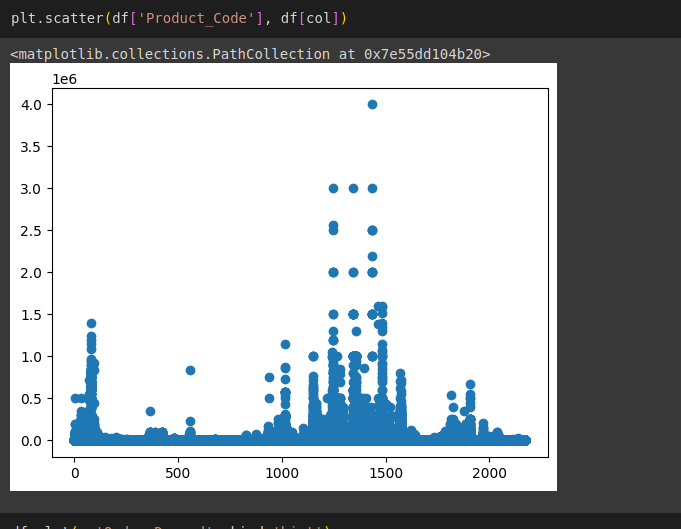 plt.scatter(df['Product_Code'], df[col])
<matplotlib.collections.PathCollection at 0x7e55dd104b20>
1e6
4.0
3.5
3.0
2.5
2.0
1.5
1.0
0.5
0.0
0 500 1000 1500 2000